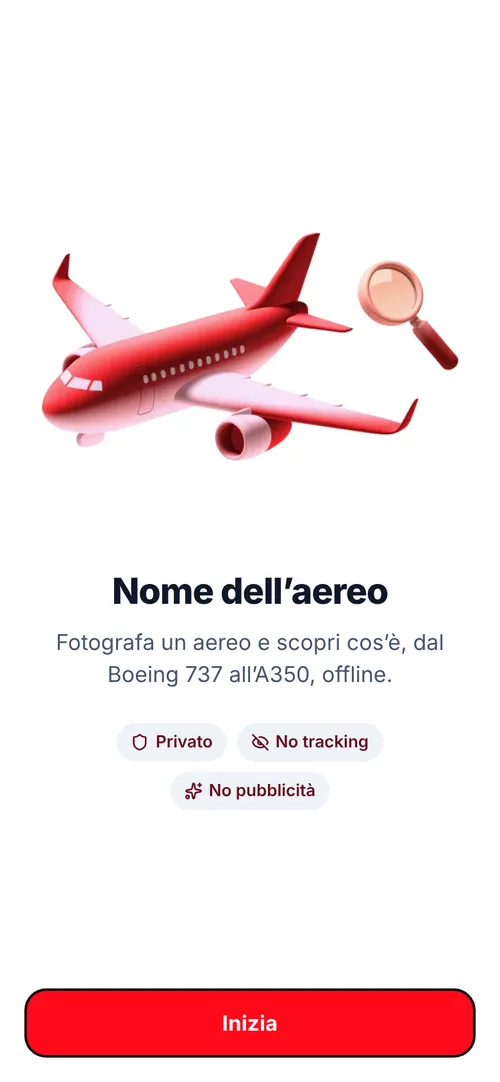 Nome dell’aereo
Fotografa un aereo e scopri cos’è, dal
Boeing 737 all’A350, offline.
Privato
No tracking
No pubblicità
Inizia